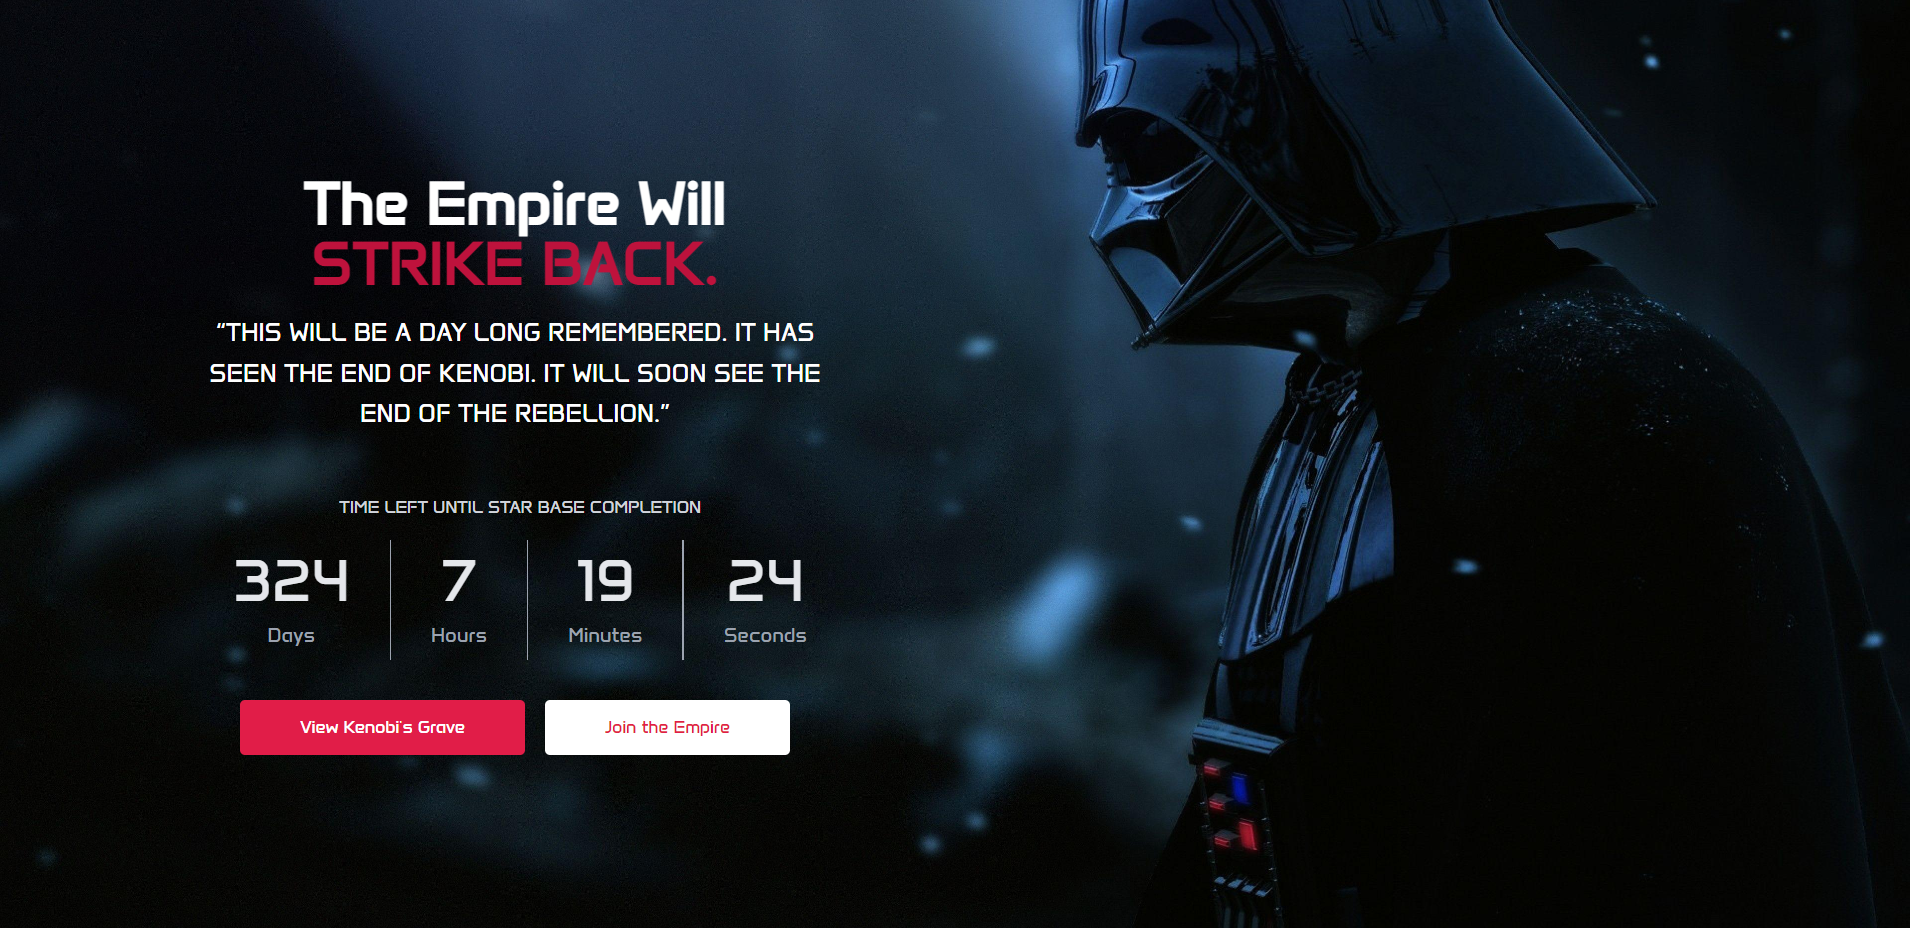 The Empire Will
STRIKE BACK.
“THIS WILL BE A DAY LONG REMEMBERED. IT HAS
SEEN THE END OF KENOBI. IT WILL SOON SEE THE
END OF THE REBELLION.”
TIME LEFT UNTIL STAR BASE COMPLETION
324 7 19 24
Days Hours Minutes Seconds
View Kenobi's Grave Join the Empire